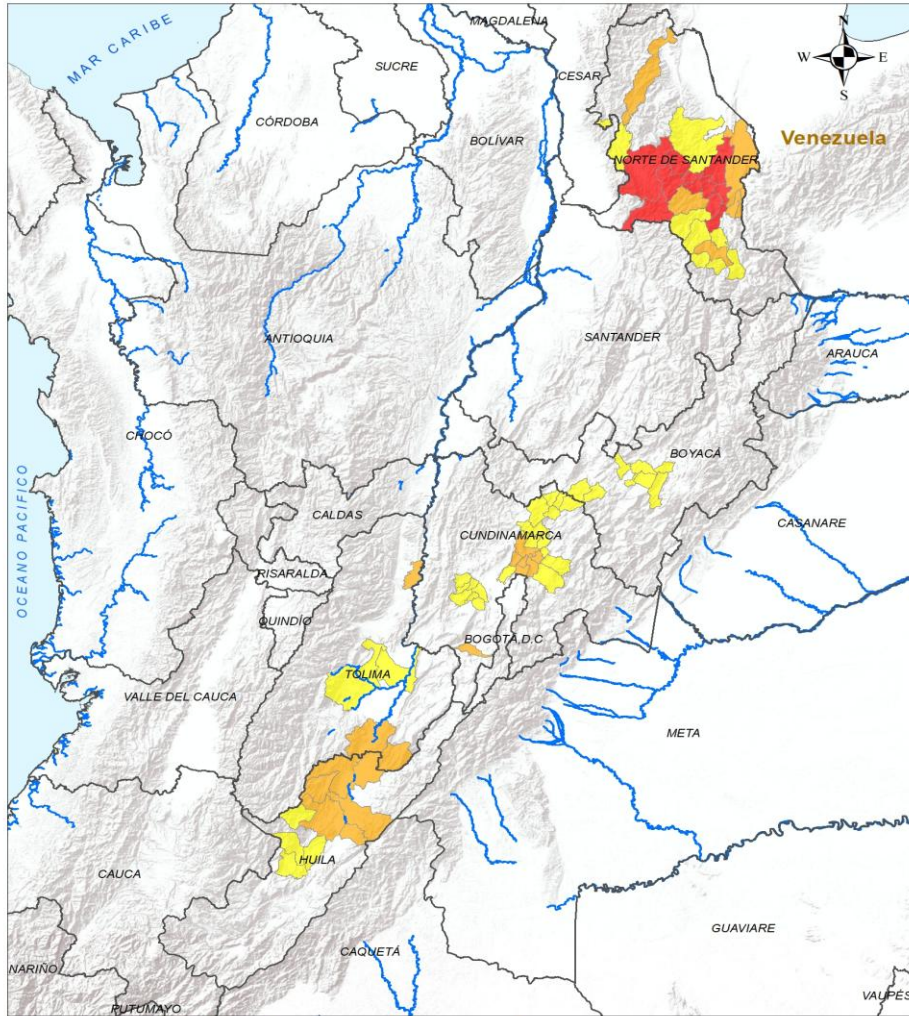 MAGDALENA
MAR CARIBE
N
W
E
S
SUCRE
CESAR
CÓRDOBA
BOLÍVAR
Venezuela
NORTE DE SANTANDER
ANTIOQUIA
SANTANDER
ARAUCA
CHOCÓ
BOYACÁ
OCEANO PACIFICO
CALDAS
CASANARE
CUNDINAMARCA
RISARALDA
QUINDÍO
BOGOTÁ, D.C
TOLIMA
VALLE DEL CAUCA
META
HUILA
CAUCA
GUAVIARE
CAQUETÁ
NARIÑO
VAUPÉS
PUTUMAYO